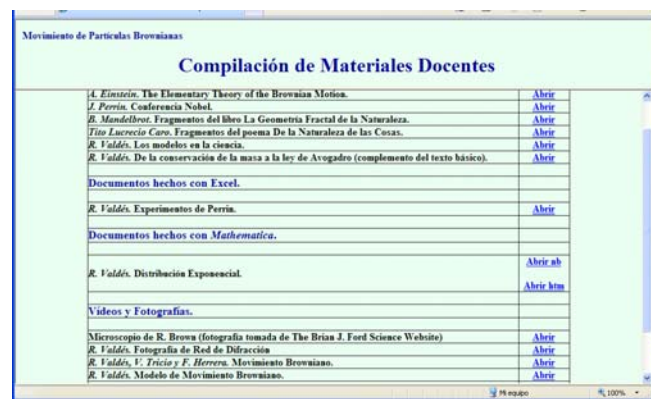 Movimiento de Partículas Brownianas
Compilación de Materiales Docentes
A. Einstein. The Elementary Theory of the Brownian Motion. Abrir
J. Perrin. Conferencia Nobel. Abrir
B. Mandelbrot. Fragmentos del libro La Geometría Fractal de la Naturaleza. Abrir
Tito Lucrecio Caro. Fragmentos del poema De la Naturaleza de las Cosas. Abrir
R. Valdés. Los modelos en la ciencia. Abrir
R. Valdés. De la conservación de la masa a la ley de Avogadro (complemento del texto básico). Abrir
Documentos hechos con Excel.
R. Valdés. Experimentos de Perrin. Abrir
Documentos hechos con Mathematica.
Abrir nb
R. Valdés. Distribución Exponencial.
Abrir htm
Vídeos y Fotografías.
Microscopio de R. Brown (fotografía tomada de The Brian J. Ford Science Website) Abrir
R. Valdés. Fotografía de Red de Difracción Abrir
R. Valdés, V. Tricio y F. Herrera. Movimiento Browniano. Abrir
R. Valdés. Modelo de Movimiento Browniano. Abrir
Mi equipo 100%